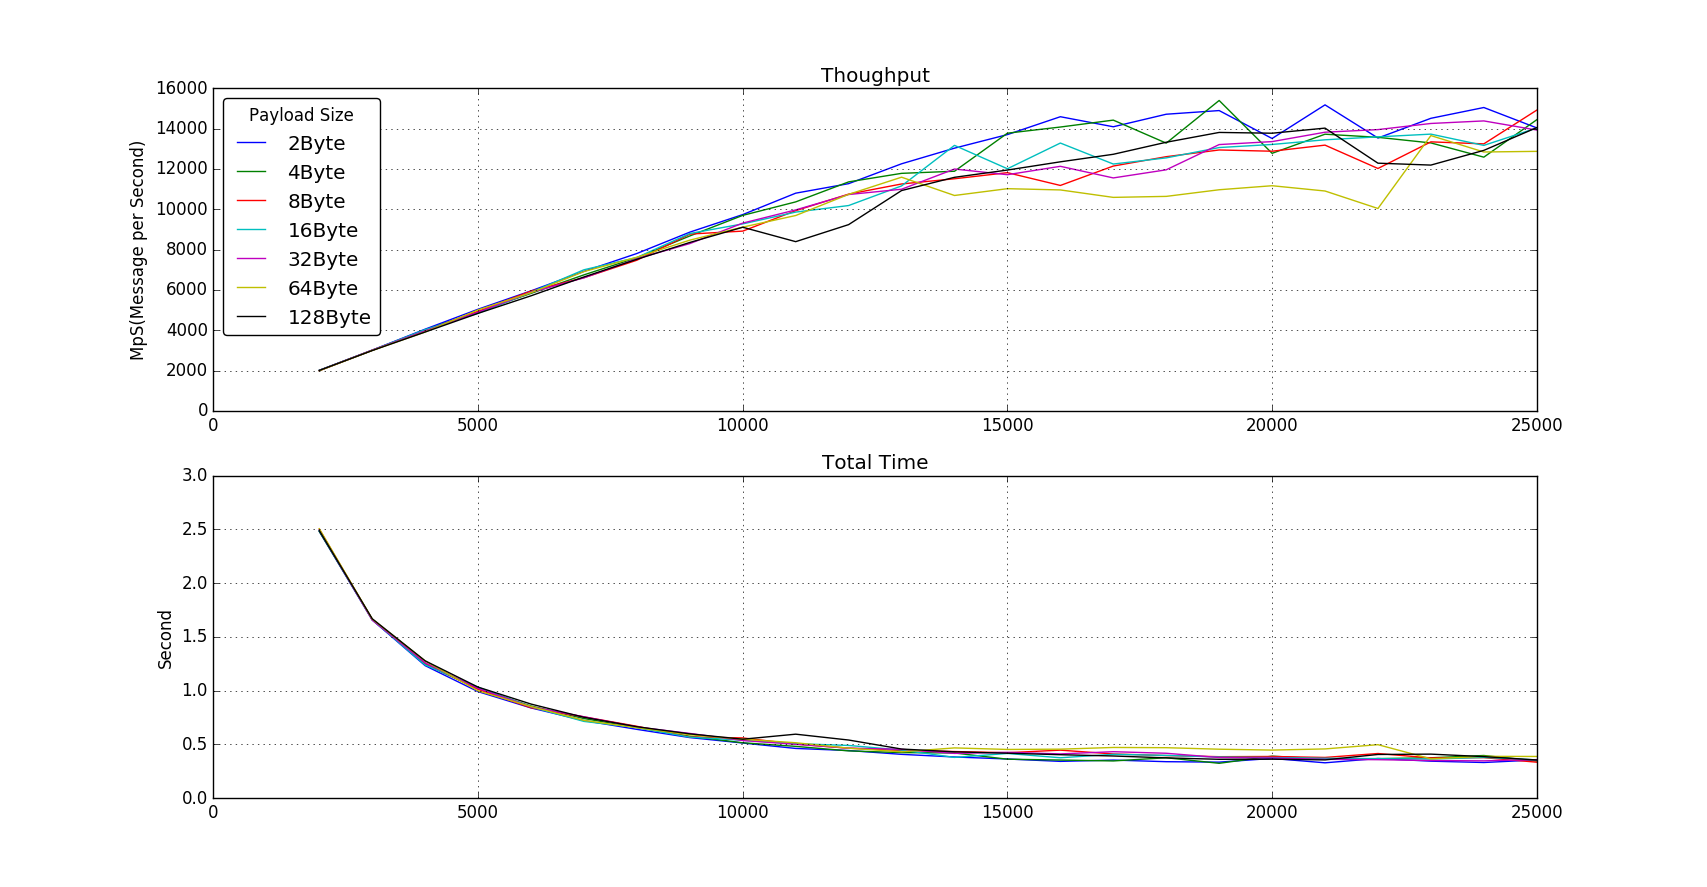 Thoughput
16000
14000
12000
10000
8000
6000
4000
2000
0
MpS(Message per Second)
Payload Size
2Byte
4Byte
8Byte
16Byte
32Byte
64Byte
128Byte
0 5000 10000 15000 20000 25000
Total Time
3.0
2.5
2.0
1.5
1.0
0.5
0.0
Second
0 5000 10000 15000 20000 25000